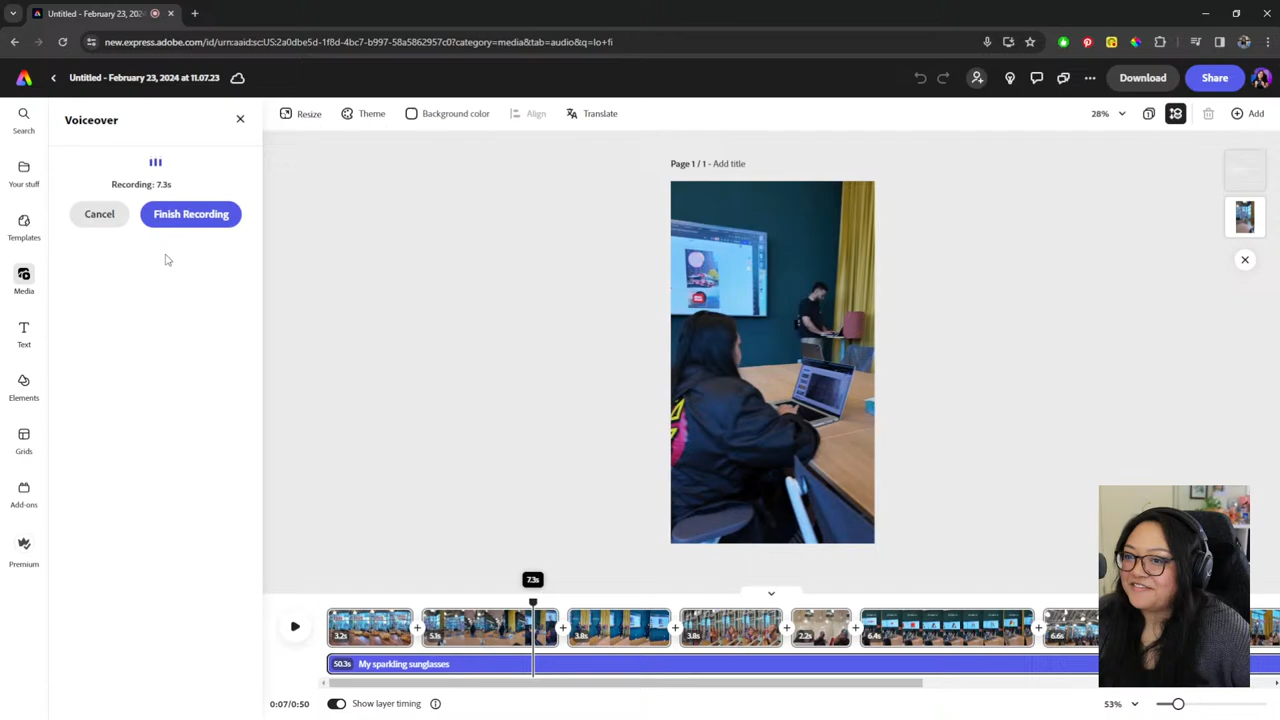 Untitled - February 23, 202
new.express.adobe.com/id/urn:aaid:sc:US:2a0dbe5d-1f8d-4bc7-b997-58a5862957c0?category=media&tab=audio&q=lo+fi
Untitled - February 23, 2024 at 11.07.23
Download
Share
Search
Your stuff
Templates
Media
Text
Elements
Grids
Add-ons
Premium
Voiceover
Recording: 7.3s
Cancel
Finish Recording
Resize
Theme
Background color
Align
Translate
28%
1
Add
Page 1 / 1 - Add title
7.3s
3.2s
5.1s
3.8s
3.8s
2.2s
6.4s
6.6s
50.3s My sparkling sunglasses
0:07/0:50
Show layer timing
53%